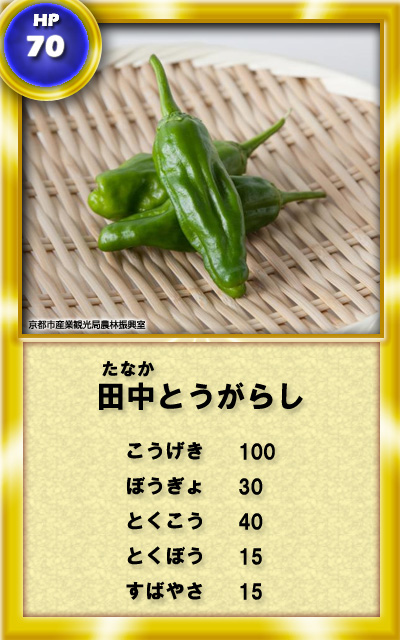 HP
70
京都市産業観光局農林振興室
たなか
田中とうがらし
こうげき 100
ぼうぎょ 30
とくこう 40
とくぼう 15
すばやさ 15